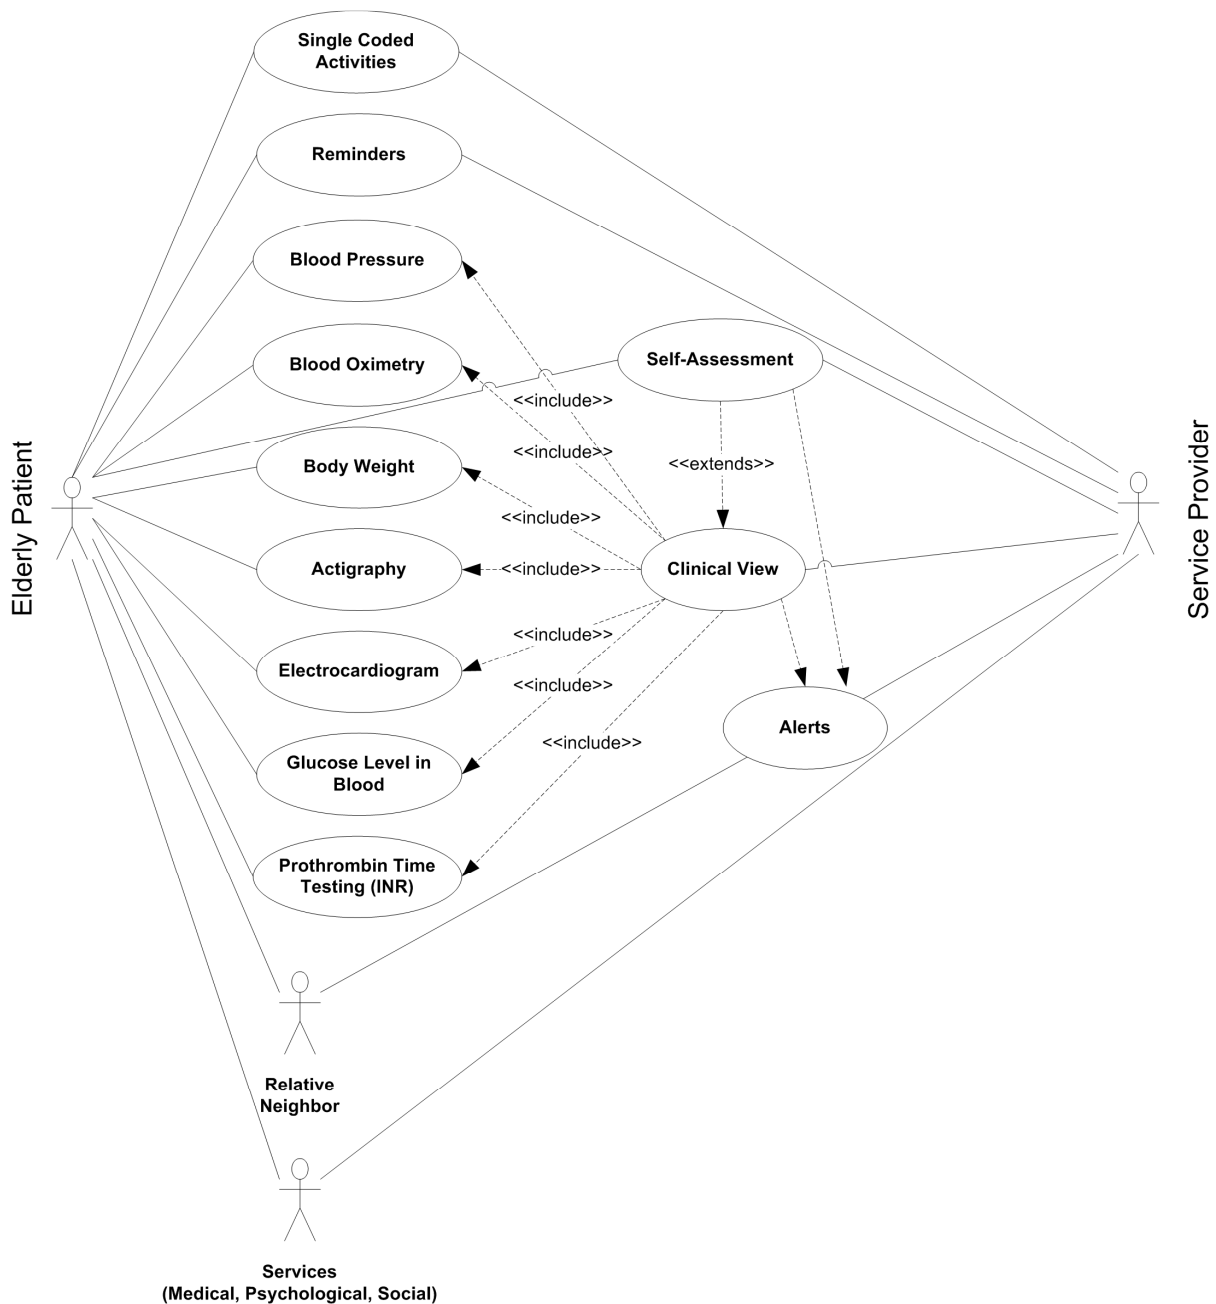 Single Coded
Activities
Reminders
Blood Pressure
Blood Oximetry
Self-Assessment
<<include>>
<<include>>
<<extends>>
Body Weight
<<include>>
Elderly Patient
Service Provider
Actigraphy
<<include>>
Clinical View
<<include>>
Electrocardiogram
<<include>>
Alerts
<<include>>
Glucose Level in
Blood
Prothrombin Time
Testing (INR)
Relative
Neighbor
Services
(Medical, Psychological, Social)